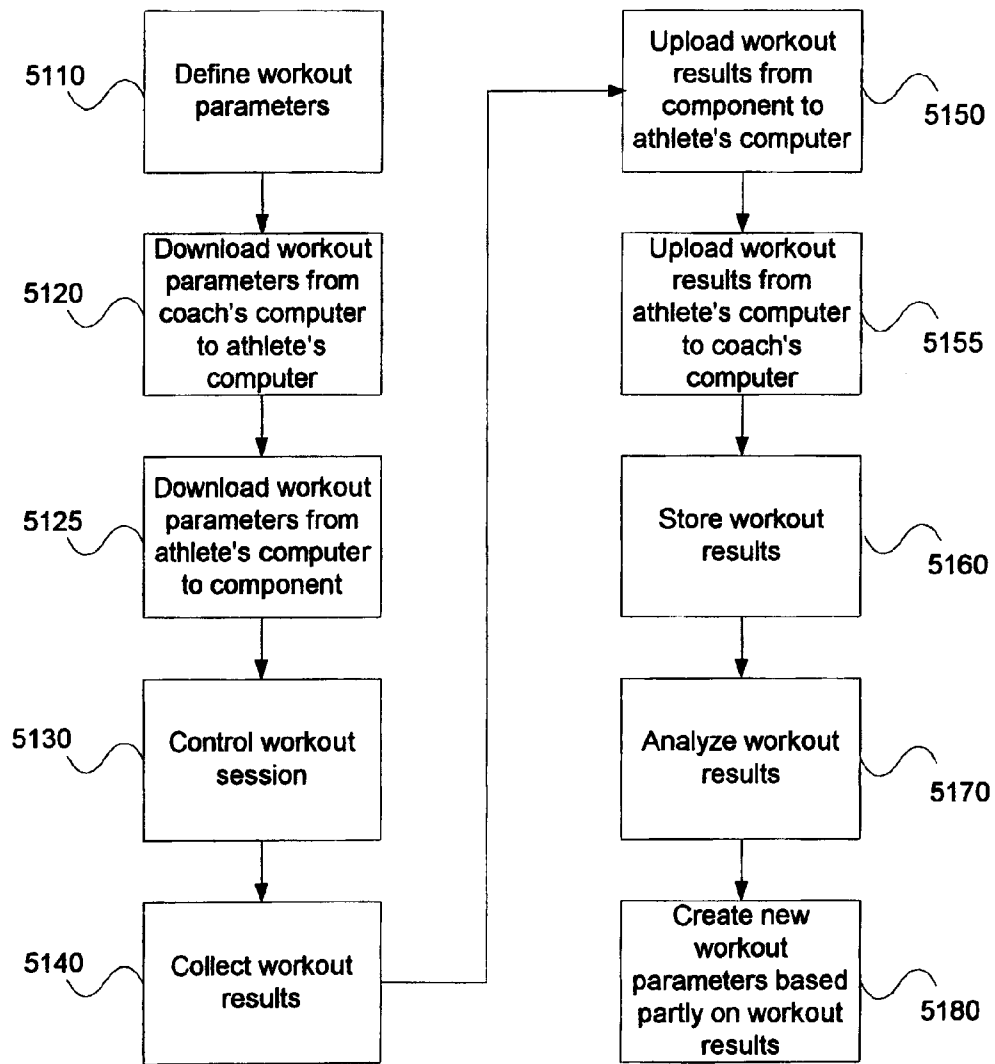 5110
Define workout
parameters
5120
Download workout
parameters from
coach's computer
to athlete's
computer
5125
Download workout
parameters from
athlete's computer
to component
5130
Control workout
session
5140
Collect workout
results
Upload workout
results from
component to
athlete's computer
5150
Upload workout
results from
athlete's computer
to coach's
computer
5155
Store workout
results
5160
Analyze workout
results
5170
Create new
workout
parameters based
partly on workout
results
5180